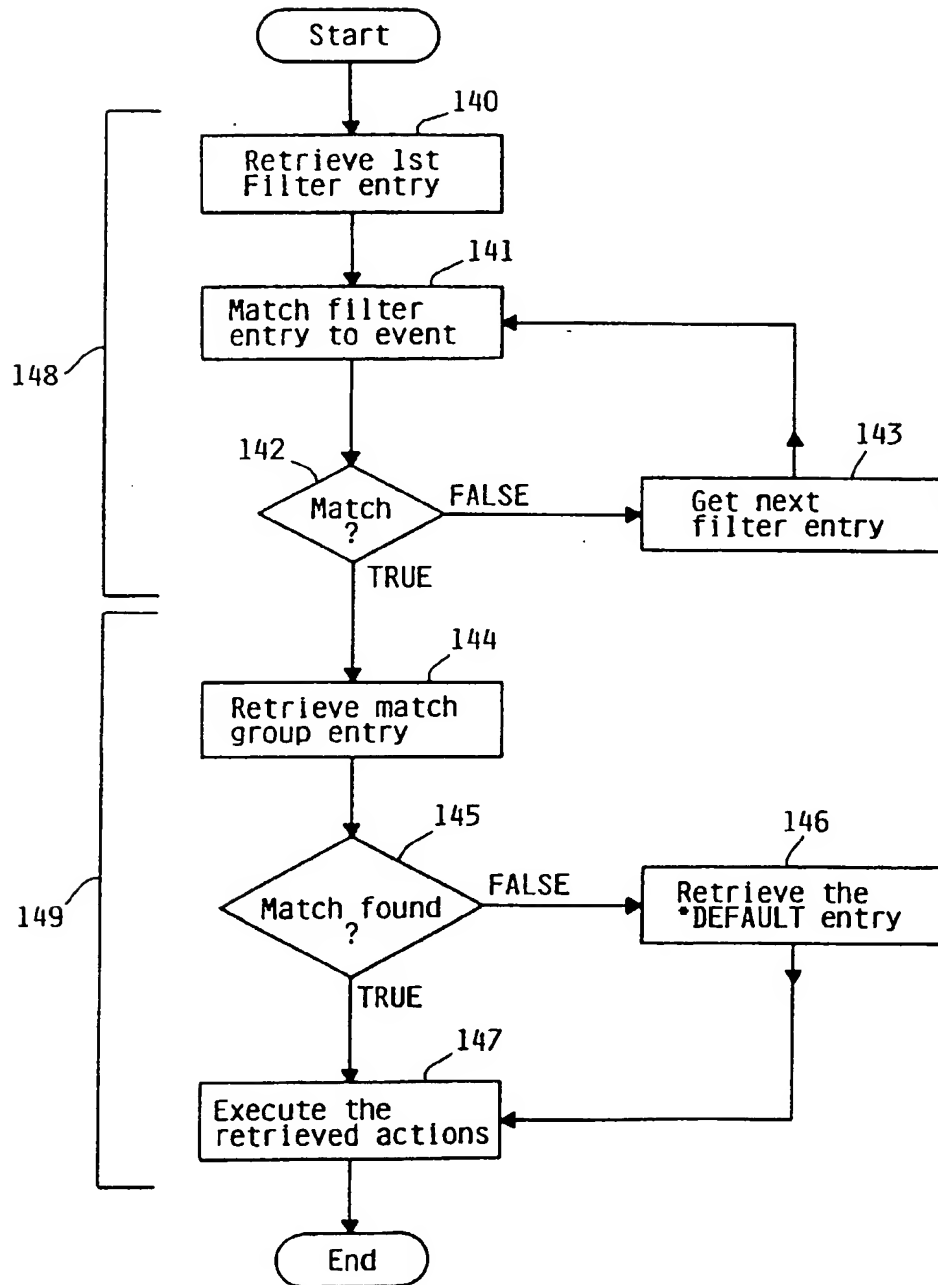 Start
140
Retrieve 1st
Filter entry
141
Match filter
entry to event
148
142
Match
?
FALSE
143
Get next
filter entry
TRUE
144
Retrieve match
group entry
145
Match found
?
FALSE
146
Retrieve the
*DEFAULT entry
149
TRUE
147
Execute the
retrieved actions
End